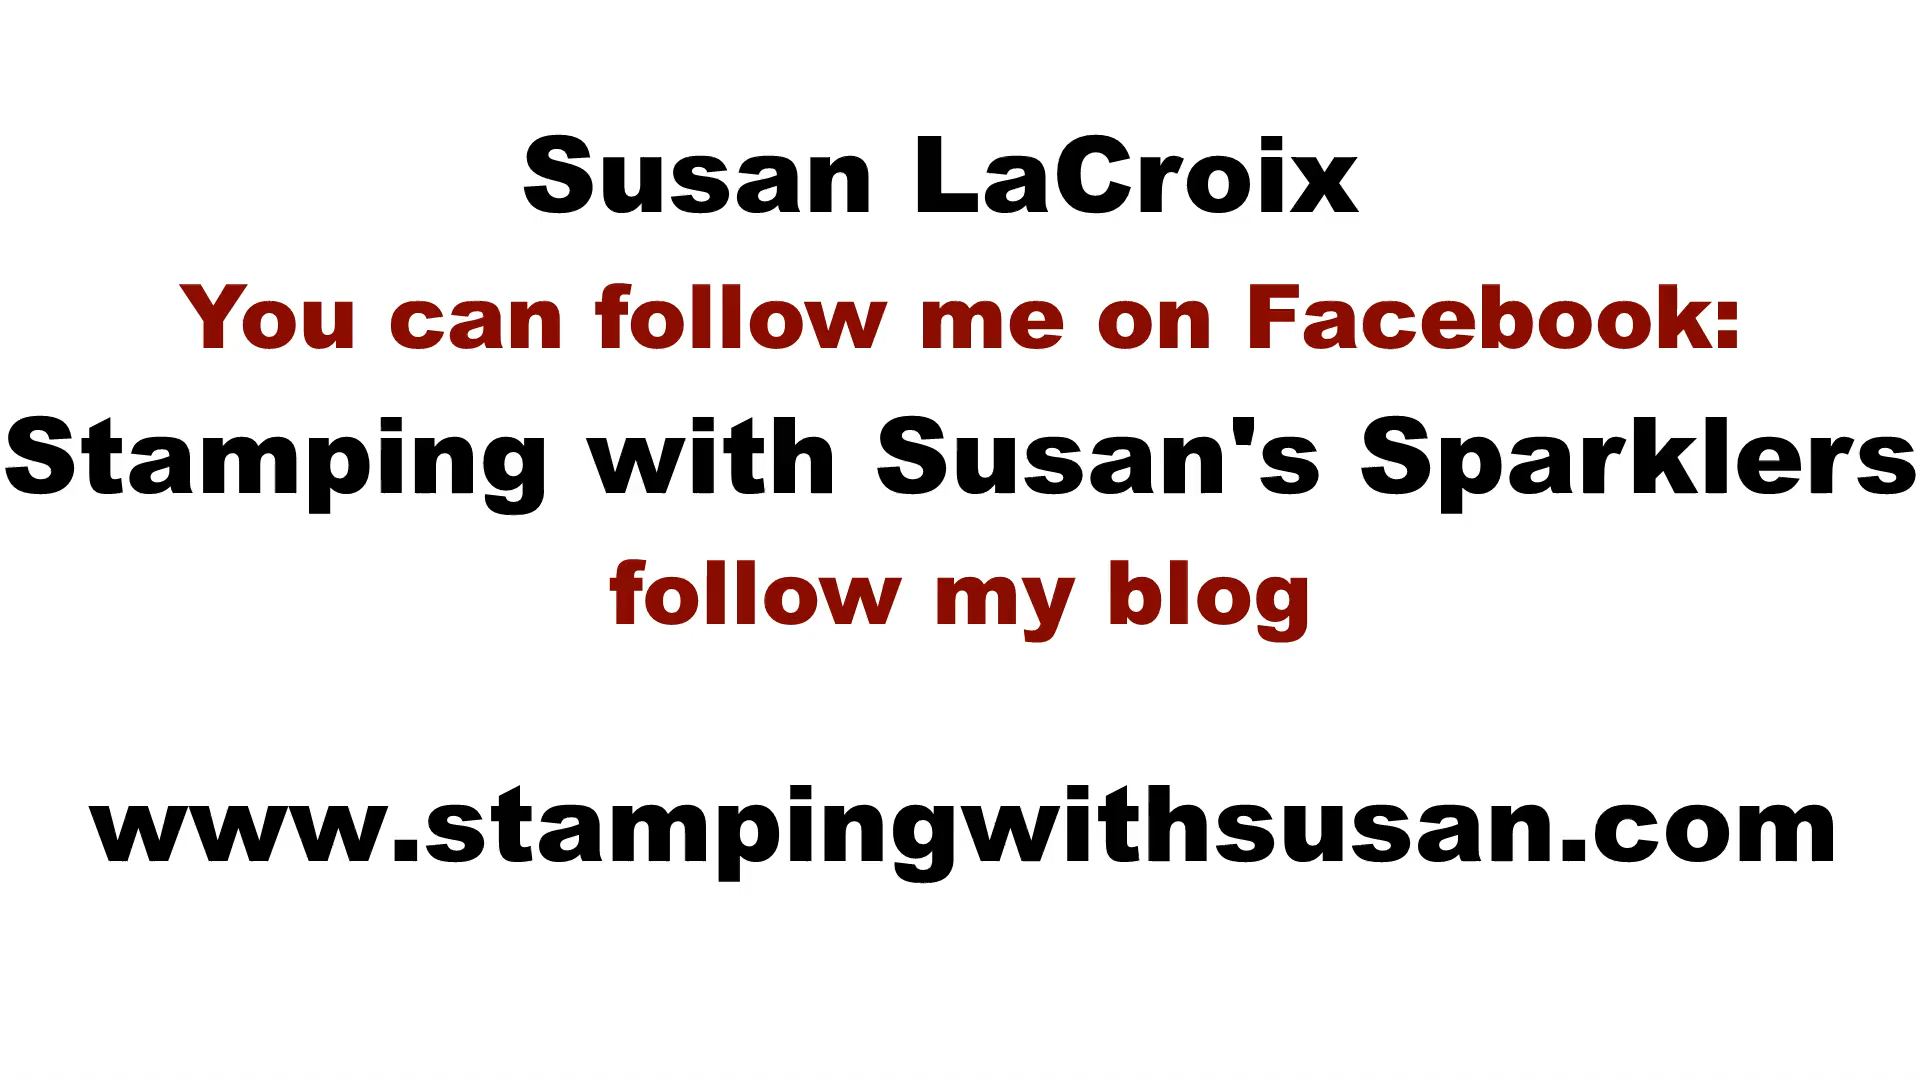 Susan LaCroix
You can follow me on Facebook:
Stamping with Susan's Sparklers
follow my blog
www.stampingwithsusan.com